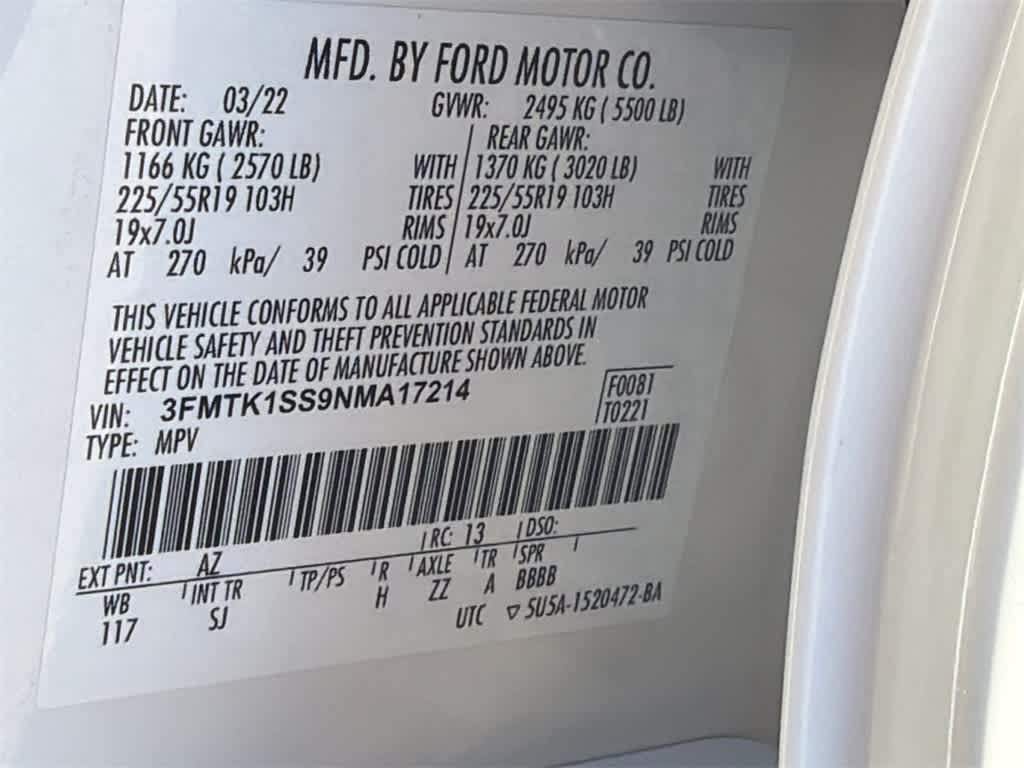 MFD. BY FORD MOTOR CO.
DATE: 03/22 GVWR: 2495 KG ( 5500 LB)
FRONT GAWR: REAR GAWR:
1166 KG ( 2570 LB) WITH 1370 KG ( 3020 LB) WITH
225/55R19 103H TIRES 225/55R19 103H TIRES
19x7.0J RIMS 19x7.0J RIMS
AT 270 kPa/ 39 PSI COLD AT 270 kPa/ 39 PSI COLD
THIS VEHICLE CONFORMS TO ALL APPLICABLE FEDERAL MOTOR
VEHICLE SAFETY AND THEFT PREVENTION STANDARDS IN
EFFECT ON THE DATE OF MANUFACTURE SHOWN ABOVE.
VIN: 3FMTK1SS9NMA17214 F0081
TYPE: MPV T0221
EXT PNT: AZ RC: 13 DSO:
WB INT TR TP/PS R AXLE TR SPR
117 SJ H ZZ A BBBB
UTC ▽ 5U5A-1520472-BA